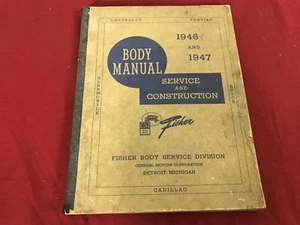 CHEVROLET PONTIAC
1946
AND
1947
BODY
MANUAL
SERVICE
AND
CONSTRUCTION
OLDSMOBILE
Fisher
FISHER BODY SERVICE DIVISION
GENERAL MOTORS CORPORATION
DETROIT, MICHIGAN
CADILLAC